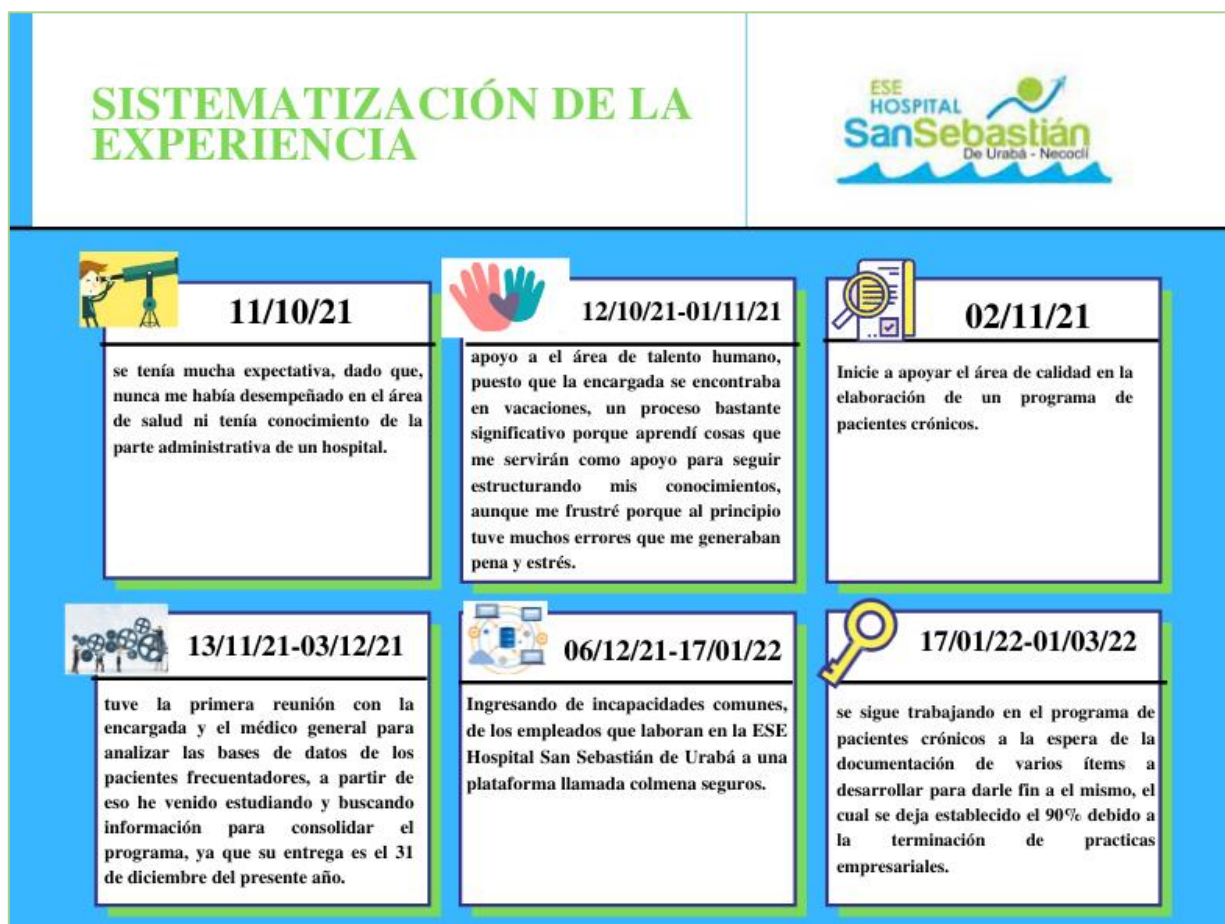 SISTEMATIZACIÓN DE LA
EXPERIENCIA
ESE
HOSPITAL
SanSebastián
De Urabá - Necoclí
11/10/21
se tenía mucha expectativa, dado que,
nunca me había desempeñado en el área
de salud ni tenía conocimiento de la
parte administrativa de un hospital.
12/10/21-01/11/21
apoyo a el área de talento humano,
puesto que la encargada se encontraba
en vacaciones, un proceso bastante
significativo porque aprendí cosas que
me servirán como apoyo para seguir
estructurando mis conocimientos,
aunque me frustré porque al principio
tuve muchos errores que me generaban
pena y estrés.
02/11/21
Inicie a apoyar el área de calidad en la
elaboración de un programa de
pacientes crónicos.
13/11/21-03/12/21
tuve la primera reunión con la
encargada y el médico general para
analizar las bases de datos de los
pacientes frecuentadores, a partir de
eso he venido estudiando y buscando
información para consolidar el
programa, ya que su entrega es el 31
de diciembre del presente año.
06/12/21-17/01/22
Ingresando de incapacidades comunes,
de los empleados que laboran en la ESE
Hospital San Sebastián de Urabá a una
plataforma llamada colmena seguros.
17/01/22-01/03/22
se sigue trabajando en el programa de
pacientes crónicos a la espera de la
documentación de varios ítems a
desarrollar para darle fin a el mismo, el
cual se deja establecido el 90% debido a
la terminación de practicas
empresariales.